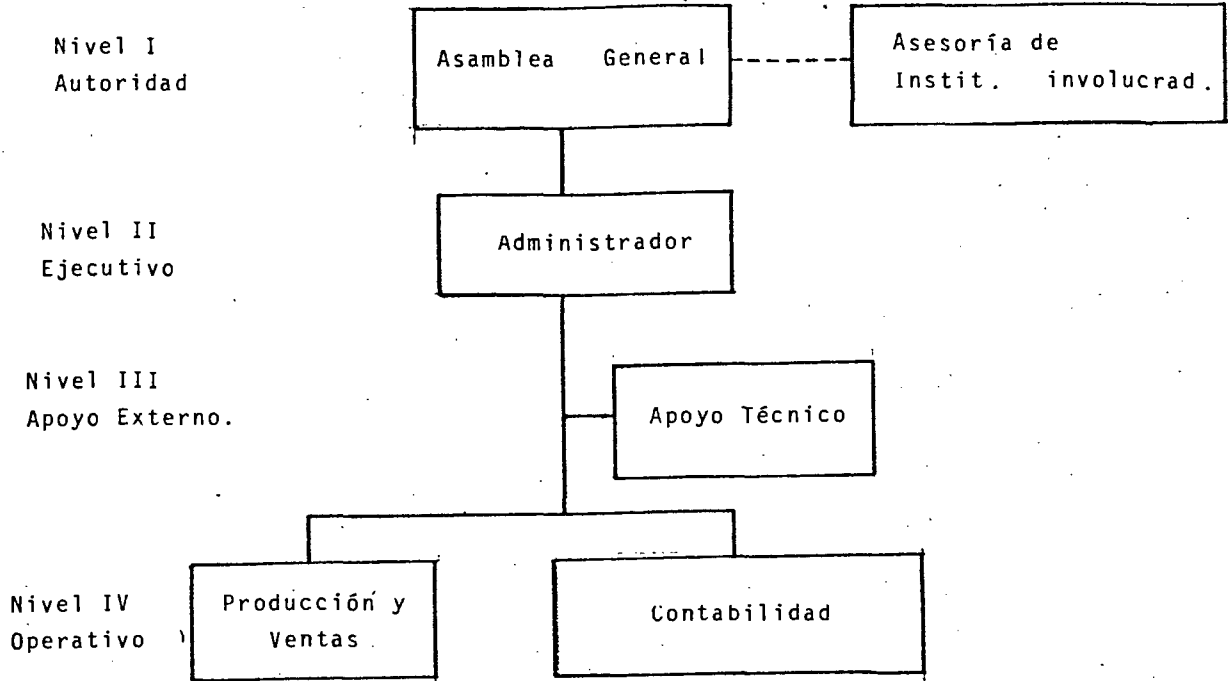 Nivel I
Autoridad
Asamblea General
Asesoría de
Instit. involucrad.
Nivel II
Ejecutivo
Administrador
Nivel III
Apoyo Externo.
Apoyo Técnico
Nivel IV
Operativo
Producción y
Ventas
Contabilidad